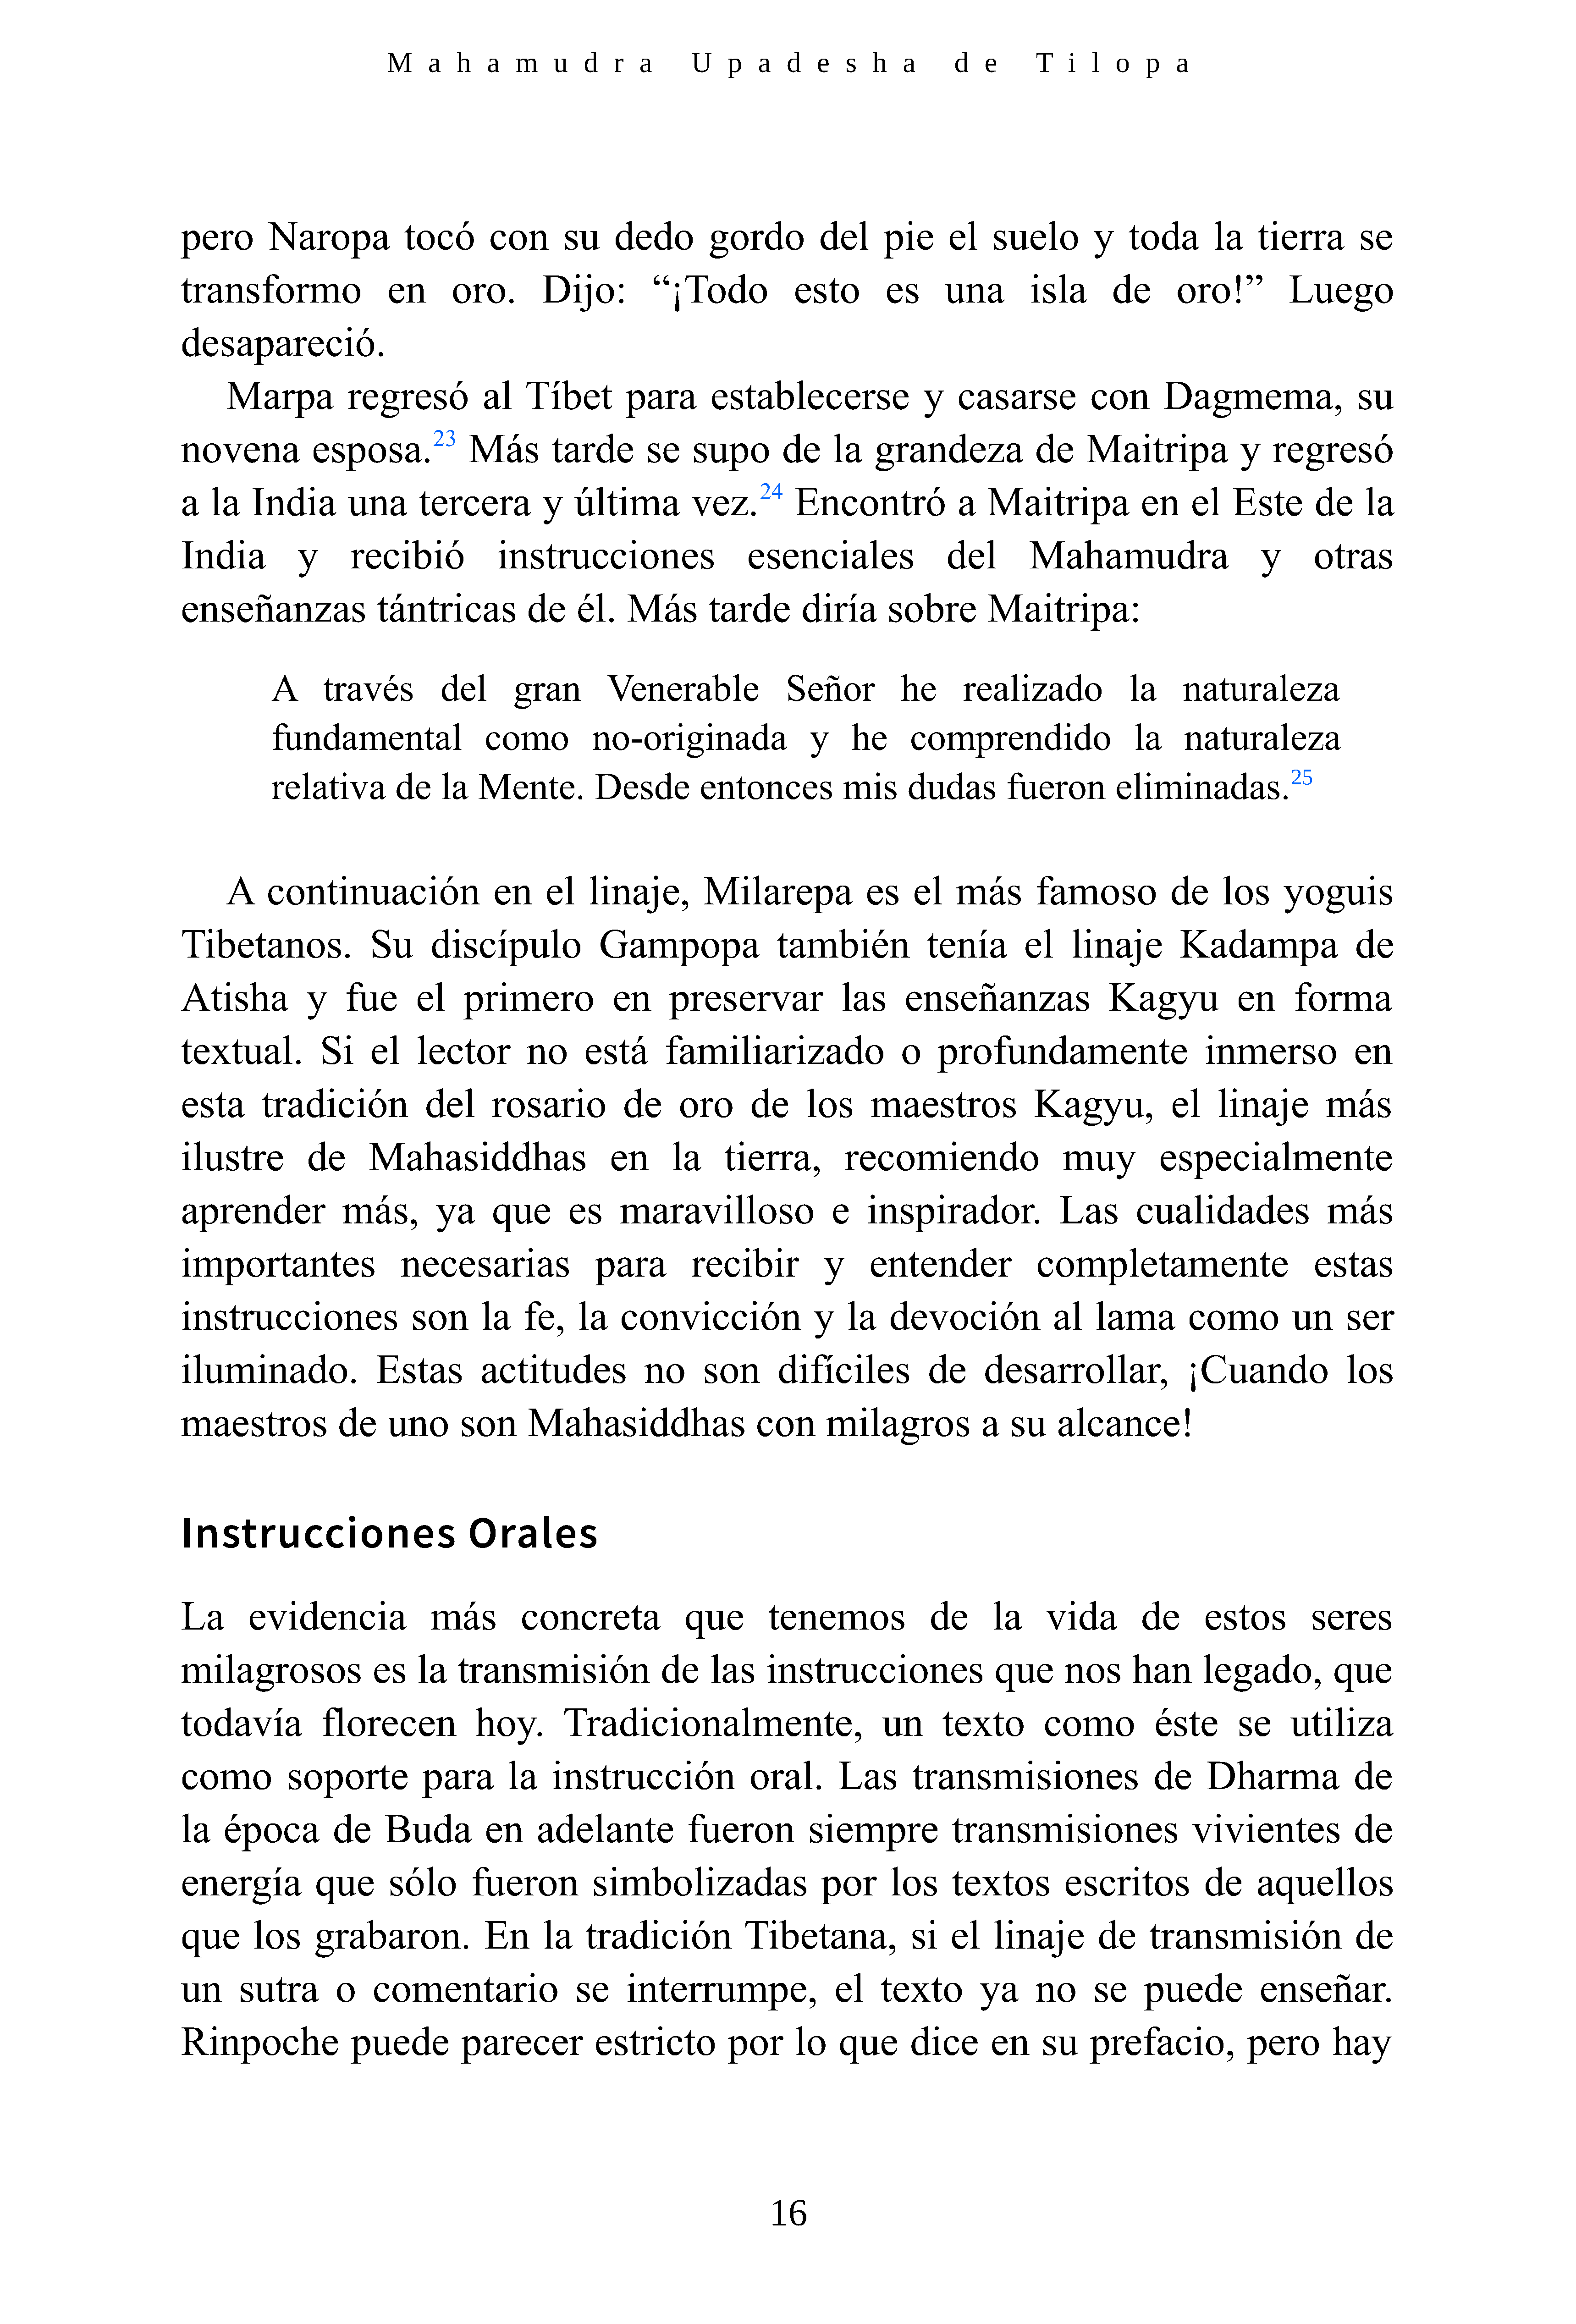 Mahamudra Upadesha de Tilopa
pero Naropa tocó con su dedo gordo del pie el suelo y toda la tierra se
transformo en oro. Dijo: “¡Todo esto es una isla de oro!” Luego
desapareció.
Marpa regresó al Tíbet para establecerse y casarse con Dagmema, su
novena esposa.23 Más tarde se supo de la grandeza de Maitripa y regresó
a la India una tercera y última vez.24 Encontró a Maitripa en el Este de la
India y recibió instrucciones esenciales del Mahamudra y otras
enseñanzas tántricas de él. Más tarde diría sobre Maitripa:
A través del gran Venerable Señor he realizado la naturaleza
fundamental como no-originada y he comprendido la naturaleza
relativa de la Mente. Desde entonces mis dudas fueron eliminadas.25
A continuación en el linaje, Milarepa es el más famoso de los yoguis
Tibetanos. Su discípulo Gampopa también tenía el linaje Kadampa de
Atisha y fue el primero en preservar las enseñanzas Kagyu en forma
textual. Si el lector no está familiarizado o profundamente inmerso en
esta tradición del rosario de oro de los maestros Kagyu, el linaje más
ilustre de Mahasiddhas en la tierra, recomiendo muy especialmente
aprender más, ya que es maravilloso e inspirador. Las cualidades más
importantes necesarias para recibir y entender completamente estas
instrucciones son la fe, la convicción y la devoción al lama como un ser
iluminado. Estas actitudes no son difíciles de desarrollar, ¡Cuando los
maestros de uno son Mahasiddhas con milagros a su alcance!
Instrucciones Orales
La evidencia más concreta que tenemos de la vida de estos seres
milagrosos es la transmisión de las instrucciones que nos han legado, que
todavía florecen hoy. Tradicionalmente, un texto como éste se utiliza
como soporte para la instrucción oral. Las transmisiones de Dharma de
la época de Buda en adelante fueron siempre transmisiones vivientes de
energía que sólo fueron simbolizadas por los textos escritos de aquellos
que los grabaron. En la tradición Tibetana, si el linaje de transmisión de
un sutra o comentario se interrumpe, el texto ya no se puede enseñar.
Rinpoche puede parecer estricto por lo que dice en su prefacio, pero hay
16